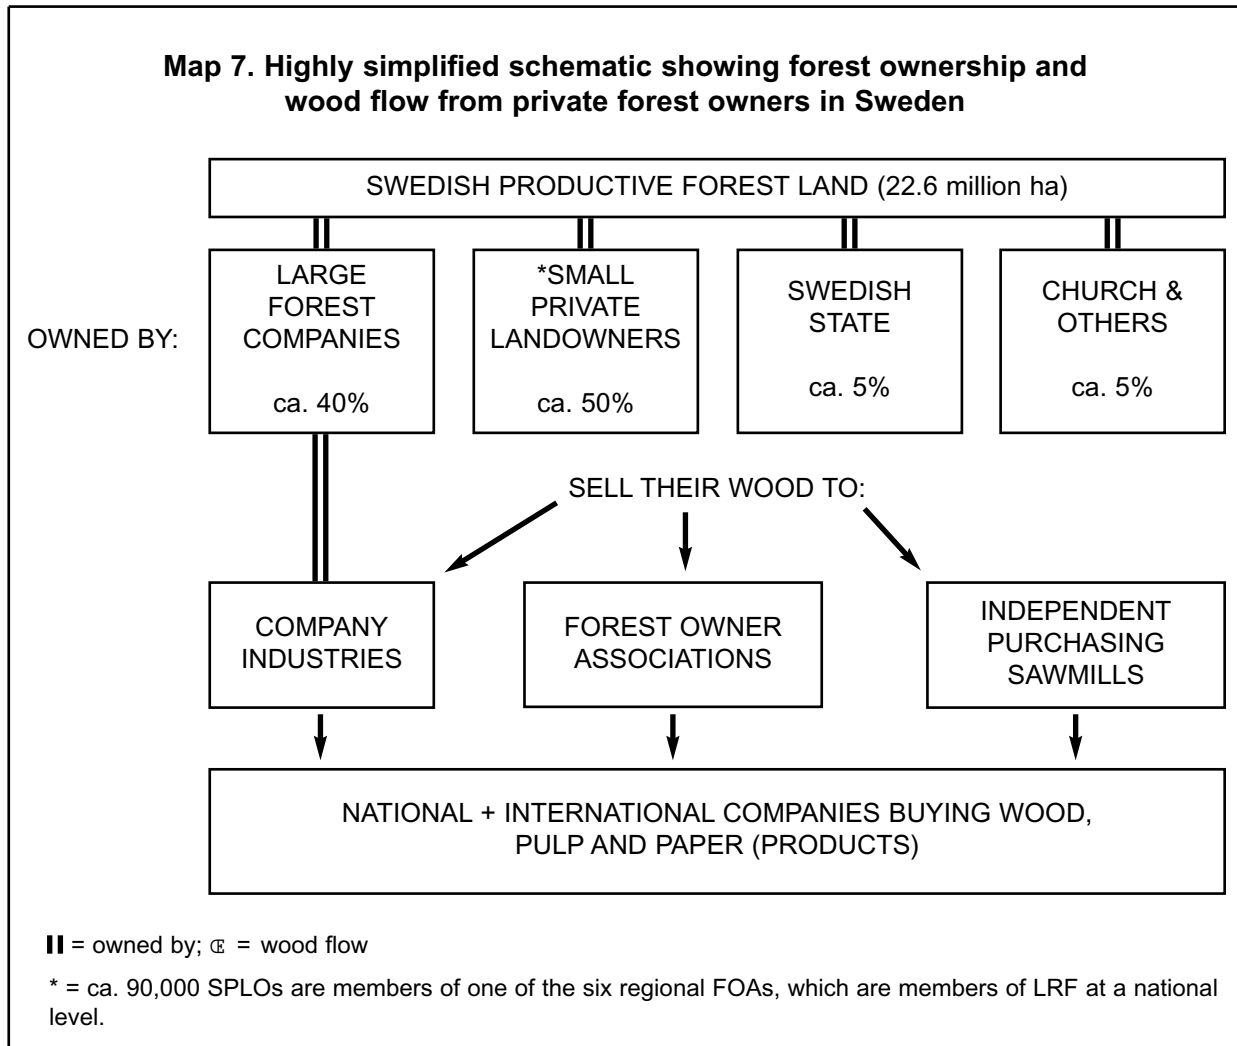 Map 7. Highly simplified schematic showing forest ownership and
wood flow from private forest owners in Sweden
SWEDISH PRODUCTIVE FOREST LAND (22.6 million ha)
OWNED BY:
LARGE
FOREST
COMPANIES
ca. 40%
*SMALL
PRIVATE
LANDOWNERS
ca. 50%
SWEDISH
STATE
ca. 5%
CHURCH &
OTHERS
ca. 5%
SELL THEIR WOOD TO:
COMPANY
INDUSTRIES
FOREST OWNER
ASSOCIATIONS
INDEPENDENT
PURCHASING
SAWMILLS
NATIONAL + INTERNATIONAL COMPANIES BUYING WOOD,
PULP AND PAPER (PRODUCTS)
= owned by; Œ = wood flow
* = ca. 90,000 SPLOs are members of one of the six regional FOAs, which are members of LRF at a national
level.